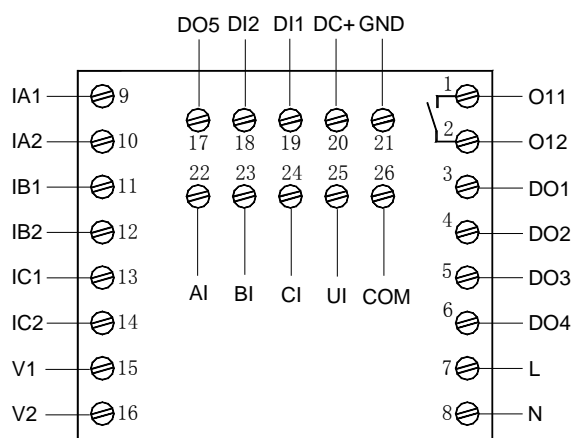 DO5 DI2 DI1 DC+ GND
IA1 9 1 O11
17 18 19 20 21
IA2 10 2 O12
22 23 24 25 26
IB1 11 3 DO1
IB2 12 4 DO2
IC1 13 5 DO3
AI BI CI UI COM
IC2 14 6 DO4
V1 15 7 L
V2 16 8 N